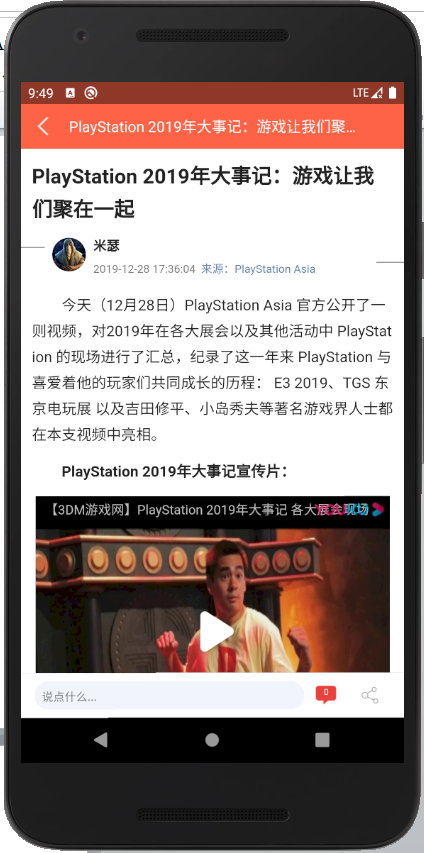 9:49
LTE
PlayStation 2019年大事记：游戏让我们聚...
PlayStation 2019年大事记：游戏让我
们聚在一起
米瑟
2019-12-28 17:36:04 来源：PlayStation Asia
今天（12月28日）PlayStation Asia 官方公开了一
则视频，对2019年在各大展会以及其他活动中 PlayStat
ion 的现场进行了汇总，纪录了这一年来 PlayStation 与
喜爱着他的玩家们共同成长的历程： E3 2019、TGS 东
京电玩展 以及吉田修平、小岛秀夫等著名游戏界人士都
在本支视频中亮相。
PlayStation 2019年大事记宣传片：
【3DM游戏网】PlayStation 2019年大事记 各大展会现场
说点什么...
0